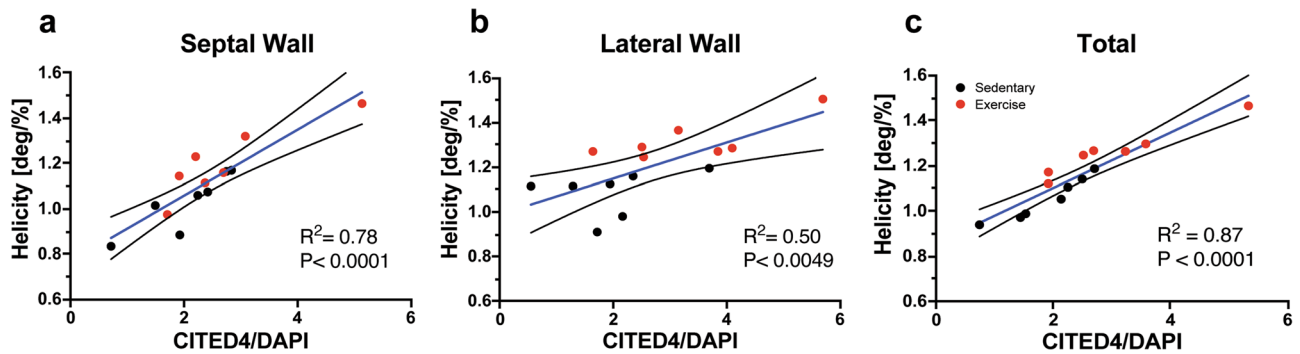 a
Septal Wall
Helicity [deg/%]
1.6
1.4
1.2
1.0
0.8
0.6
0
2
4
6
CITED4/DAPI
R²= 0.78
P< 0.0001
b
Lateral Wall
Helicity [deg/%]
1.6
1.4
1.2
1.0
0.8
0.6
0
2
4
6
CITED4/DAPI
R² = 0.50
P< 0.0049
c
Total
Helicity [deg/%]
1.6
1.4
1.2
1.0
0.8
0.6
0
2
4
6
CITED4/DAPI
Sedentary
Exercise
R² = 0.87
P < 0.0001